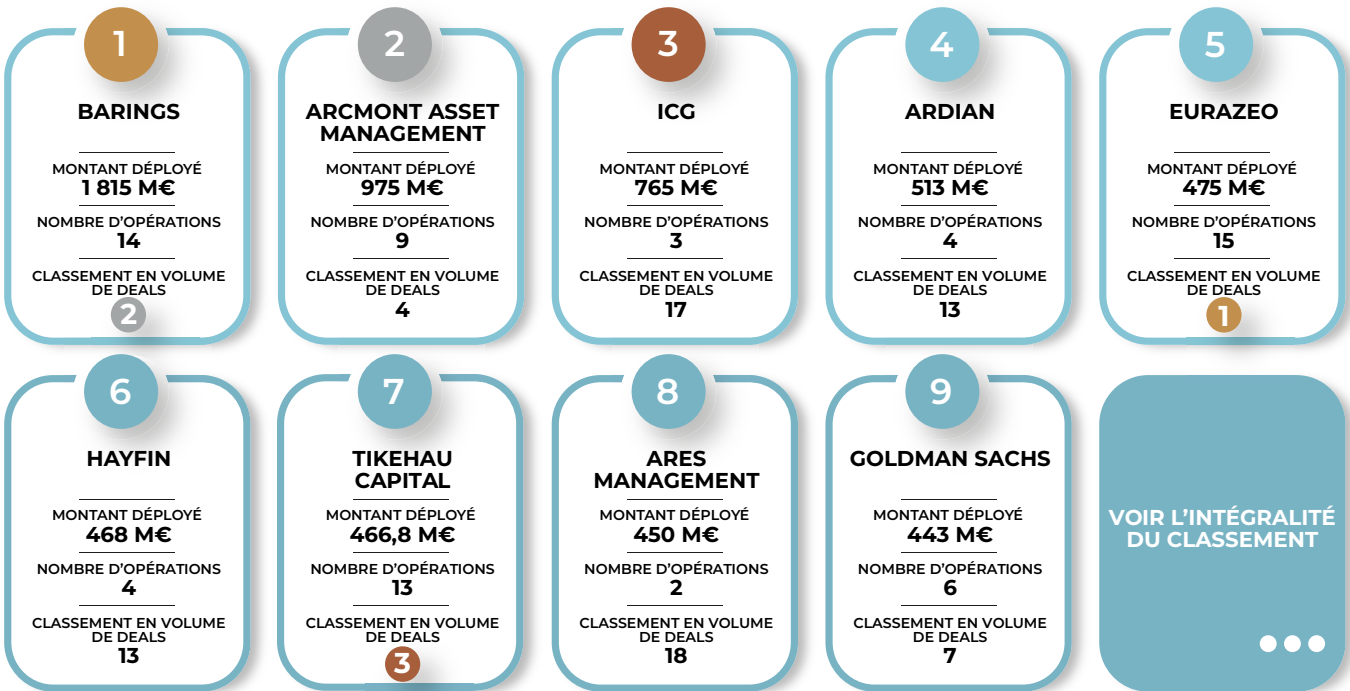 1
BARINGS
MONTANT DÉPLOYÉ
1 815 M€
NOMBRE D'OPÉRATIONS
14
CLASSEMENT EN VOLUME
DE DEALS
2
2
ARCMONT ASSET
MANAGEMENT
MONTANT DÉPLOYÉ
975 M€
NOMBRE D'OPÉRATIONS
9
CLASSEMENT EN VOLUME
DE DEALS
4
3
ICG
MONTANT DÉPLOYÉ
765 M€
NOMBRE D'OPÉRATIONS
3
CLASSEMENT EN VOLUME
DE DEALS
17
4
ARDIAN
MONTANT DÉPLOYÉ
513 M€
NOMBRE D'OPÉRATIONS
4
CLASSEMENT EN VOLUME
DE DEALS
13
5
EURAZEO
MONTANT DÉPLOYÉ
475 M€
NOMBRE D'OPÉRATIONS
15
CLASSEMENT EN VOLUME
DE DEALS
1
6
HAYFIN
MONTANT DÉPLOYÉ
468 M€
NOMBRE D'OPÉRATIONS
4
CLASSEMENT EN VOLUME
DE DEALS
13
7
TIKEHAU
CAPITAL
MONTANT DÉPLOYÉ
466,8 M€
NOMBRE D'OPÉRATIONS
13
CLASSEMENT EN VOLUME
DE DEALS
3
8
ARES
MANAGEMENT
MONTANT DÉPLOYÉ
450 M€
NOMBRE D'OPÉRATIONS
2
CLASSEMENT EN VOLUME
DE DEALS
18
9
GOLDMAN SACHS
MONTANT DÉPLOYÉ
443 M€
NOMBRE D'OPÉRATIONS
6
CLASSEMENT EN VOLUME
DE DEALS
7
VOIR L'INTÉGRALITÉ
DU CLASSEMENT